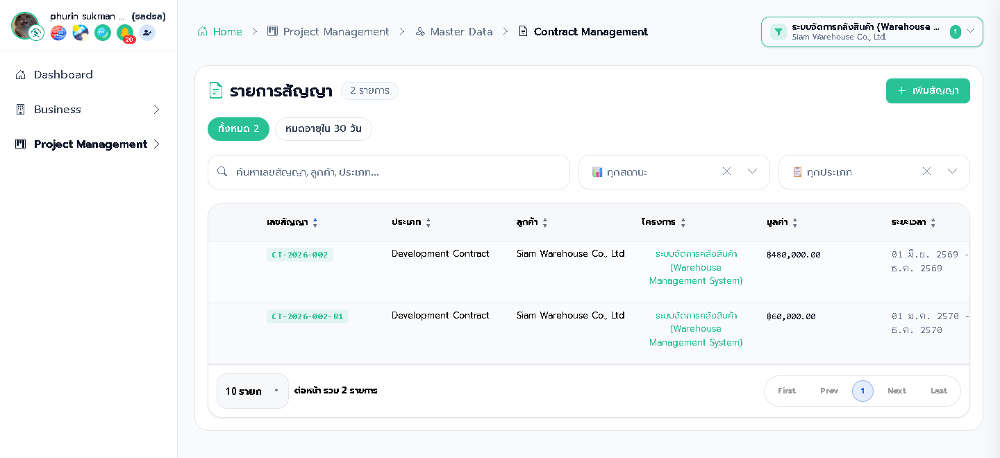 phurin sukman ... (sadsa)
20
Dashboard
Business
Project Management
Home
Project Management
Master Data
Contract Management
ระบบจัดการคลังสินค้า (Warehouse ...
Siam Warehouse Co., Ltd.
1
รายการสัญญา
2 รายการ
+ เพิ่มสัญญา
ทั้งหมด 2
หมดอายุใน 30 วัน
ค้นหาเลขสัญญา, ลูกค้า, ประเภท...
ทุกสถานะ
ทุกประเภท
เลขสัญญา ประเภท ลูกค้า โครงการ มูลค่า ระยะเวลา
CT-2026-002 Development Contract Siam Warehouse Co., Ltd ระบบจัดการคลังสินค้า ฿480,000.00 01 มิ.ย. 2569 -
(Warehouse ธ.ค. 2569
Management System)
CT-2026-002-R1 Development Contract Siam Warehouse Co., Ltd ระบบจัดการคลังสินค้า ฿60,000.00 01 ม.ค. 2570 -
(Warehouse ธ.ค. 2570
Management System)
10 รายก ต่อหน้า รวม 2 รายการ
First Prev 1 Next Last